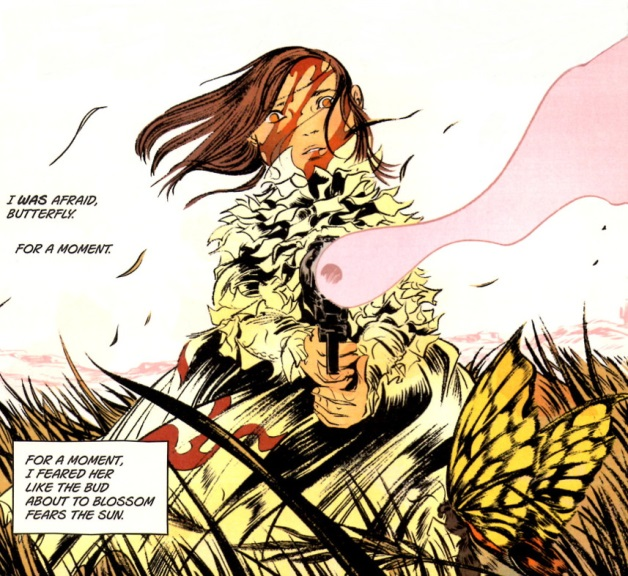 I WAS AFRAID,
BUTTERFLY.
FOR A MOMENT.
FOR A MOMENT,
I FEARED HER
LIKE THE BUD
ABOUT TO BLOSSOM
FEARS THE SUN.